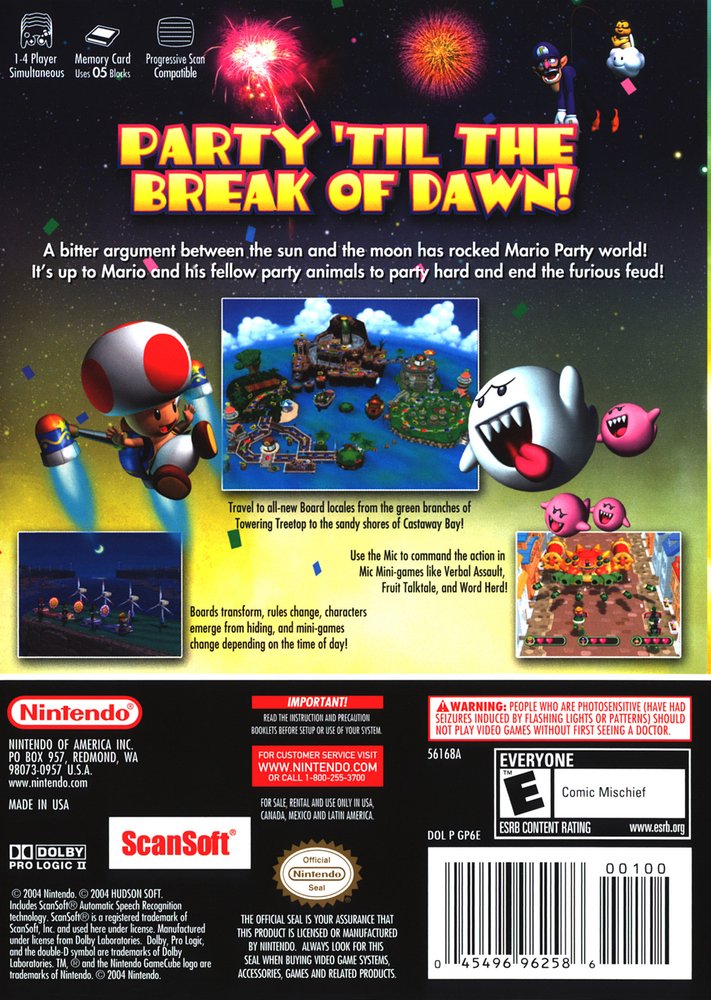 1-4 Player
Simultaneous
Memory Card
Uses 05 Blocks
Progressive Scan
Compatible
PARTY 'TIL THE
BREAK OF DAWN!
A bitter argument between the sun and the moon has rocked Mario Party world!
It's up to Mario and his fellow party animals to party hard and end the furious feud!
Travel to all-new Board locales from the green branches of
Towering Treetop to the sandy shores of Castaway Bay!
Use the Mic to command the action in
Mic Mini-games like Verbal Assault,
Fruit Talktale, and Word Herd!
Boards transform, rules change, characters
emerge from hiding, and mini-games
change depending on the time of day!
Nintendo®
NINTENDO OF AMERICA INC.
PO BOX 957, REDMOND, WA
98073-0957 U.S.A.
www.nintendo.com
MADE IN USA
DOLBY
PRO LOGIC II
ScanSoft®
© 2004 Nintendo. © 2004 HUDSON SOFT.
Includes ScanSoft® Automatic Speech Recognition
technology. ScanSoft® is a registered trademark of
ScanSoft, Inc. and used here under license. Manufactured
under license from Dolby Laboratories. Dolby, Pro Logic,
and the double-D symbol are trademarks of Dolby
Laboratories. TM, ® and the Nintendo GameCube logo are
trademarks of Nintendo. © 2004 Nintendo.
IMPORTANT!
READ THE INSTRUCTION AND PRECAUTION
BOOKLETS BEFORE SETUP OR USE OF YOUR SYSTEM.
FOR CUSTOMER SERVICE VISIT
WWW.NINTENDO.COM
OR CALL 1-800-255-3700
FOR SALE, RENTAL AND USE ONLY IN USA,
CANADA, MEXICO AND LATIN AMERICA.
Official
Nintendo
Seal
THE OFFICIAL SEAL IS YOUR ASSURANCE THAT
THIS PRODUCT IS LICENSED OR MANUFACTURED
BY NINTENDO. ALWAYS LOOK FOR THIS
SEAL WHEN BUYING VIDEO GAME SYSTEMS,
ACCESSORIES, GAMES AND RELATED PRODUCTS.
WARNING: PEOPLE WHO ARE PHOTOSENSITIVE (HAVE HAD
SEIZURES INDUCED BY FLASHING LIGHTS OR PATTERNS) SHOULD
NOT PLAY VIDEO GAMES WITHOUT FIRST SEEING A DOCTOR.
56168A
EVERYONE
TM
E
Comic Mischief
ESRB CONTENT RATING www.esrb.org
DOL P GP6E
00100
0 45496 96258 6